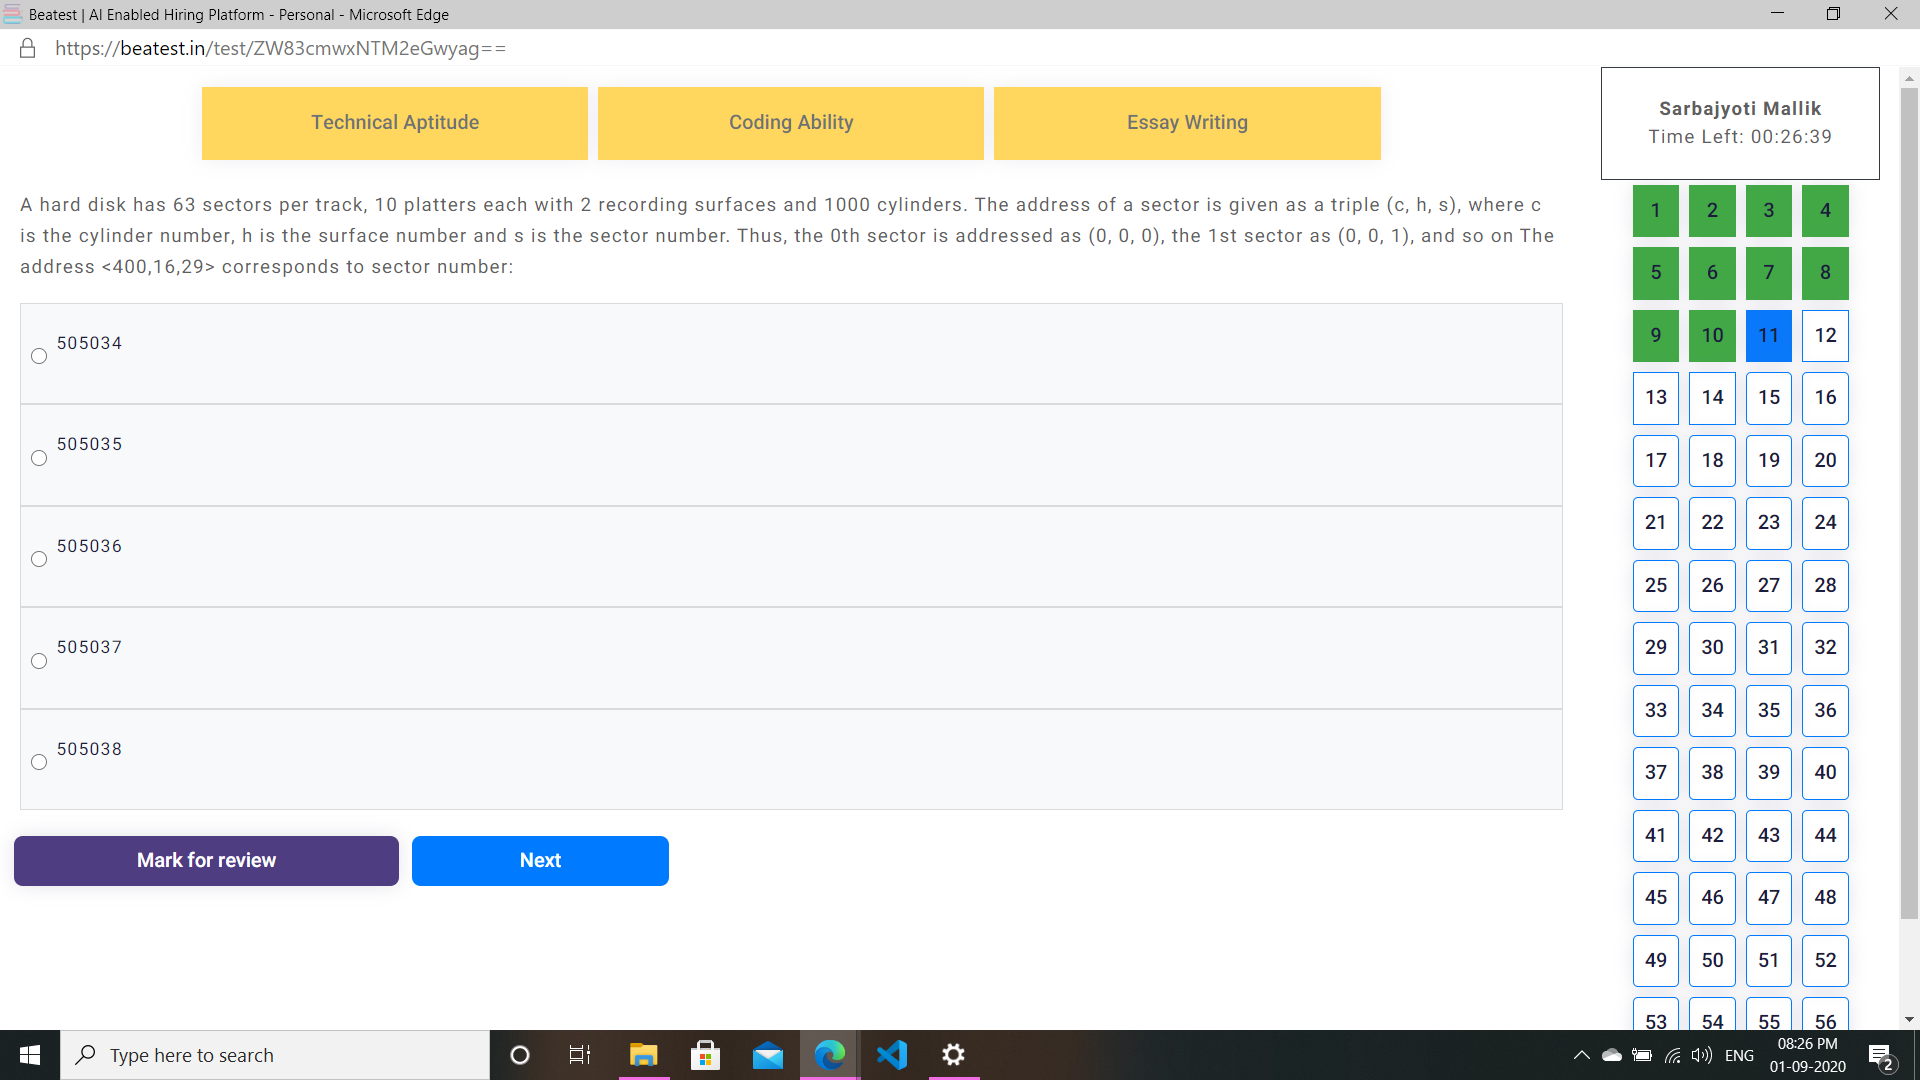 Beatest | AI Enabled Hiring Platform - Personal - Microsoft Edge
https://beatest.in/test/ZW83cmwxNTM2eGwyag==
Technical Aptitude
Coding Ability
Essay Writing
Sarbajyoti Mallik
Time Left: 00:26:39
A hard disk has 63 sectors per track, 10 platters each with 2 recording surfaces and 1000 cylinders. The address of a sector is given as a triple (c, h, s), where c
is the cylinder number, h is the surface number and s is the sector number. Thus, the 0th sector is addressed as (0, 0, 0), the 1st sector as (0, 0, 1), and so on The
address <400,16,29> corresponds to sector number:
505034
505035
505036
505037
505038
Mark for review
Next
1 2 3 4
5 6 7 8
9 10 11 12
13 14 15 16
17 18 19 20
21 22 23 24
25 26 27 28
29 30 31 32
33 34 35 36
37 38 39 40
41 42 43 44
45 46 47 48
49 50 51 52
53 54 55 56
Type here to search
ENG
08:26 PM
01-09-2020
2